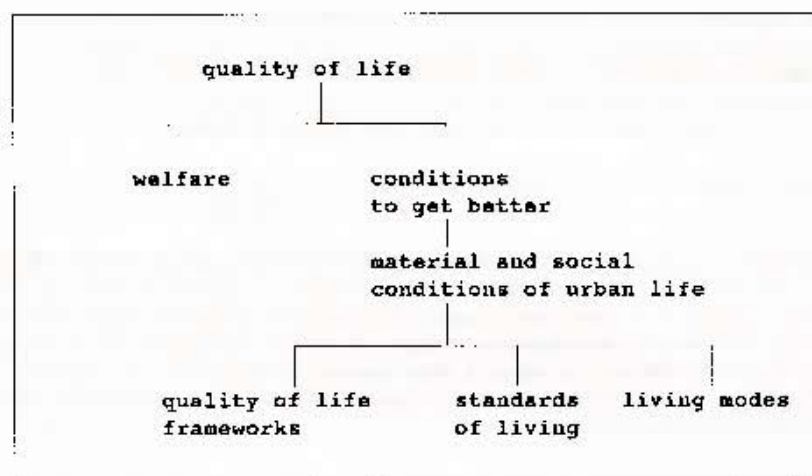 quality of life
welfare
conditions
to get better
material and social
conditions of urban life
quality of life
frameworks
standards
of living
living modes